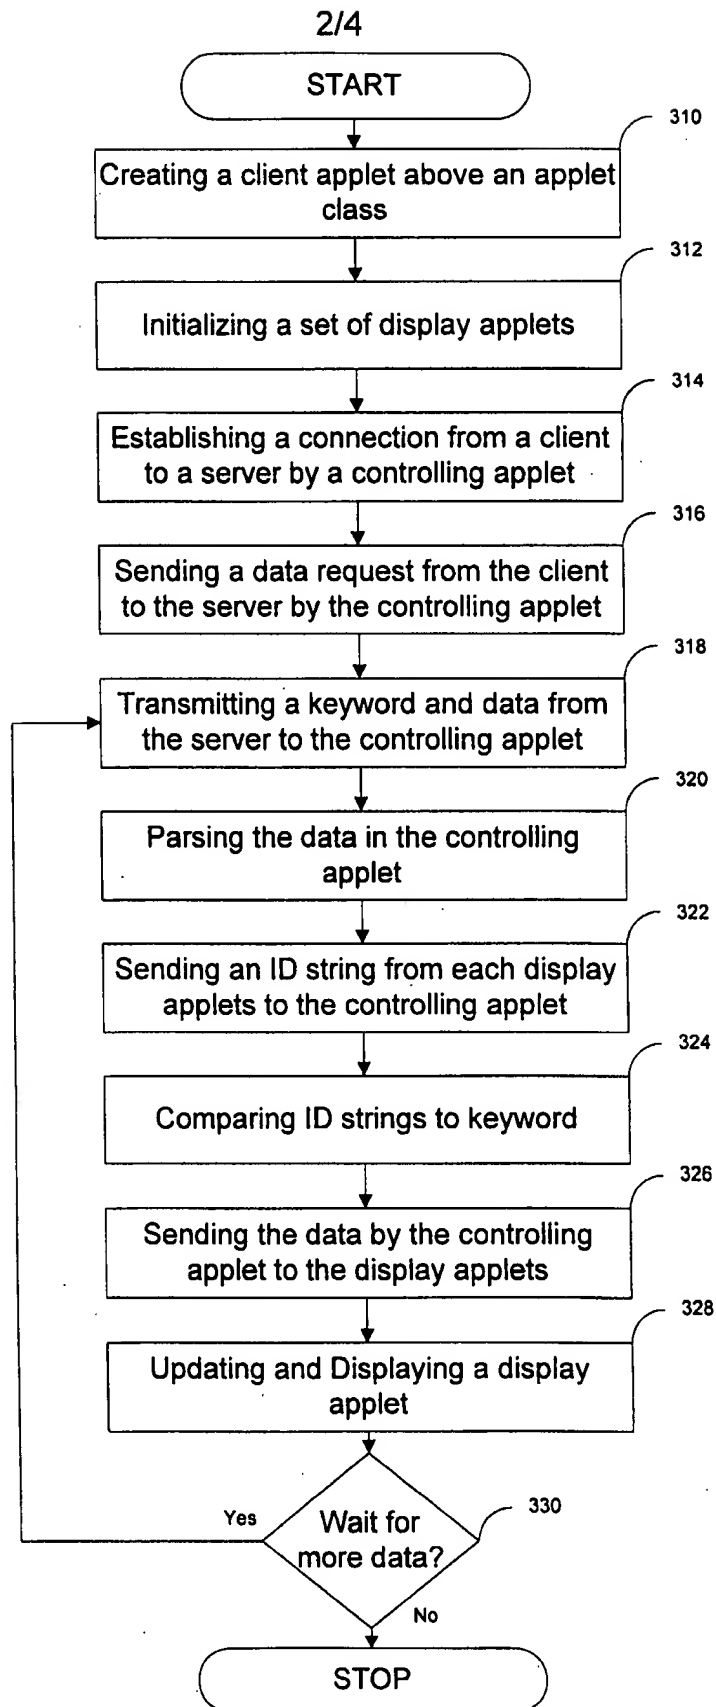 2/4
START
310
Creating a client applet above an applet
class
312
Initializing a set of display applets
314
Establishing a connection from a client
to a server by a controlling applet
316
Sending a data request from the client
to the server by the controlling applet
318
Transmitting a keyword and data from
the server to the controlling applet
320
Parsing the data in the controlling
applet
322
Sending an ID string from each display
applets to the controlling applet
324
Comparing ID strings to keyword
326
Sending the data by the controlling
applet to the display applets
328
Updating and Displaying a display
applet
330
Yes
Wait for
more data?
No
STOP